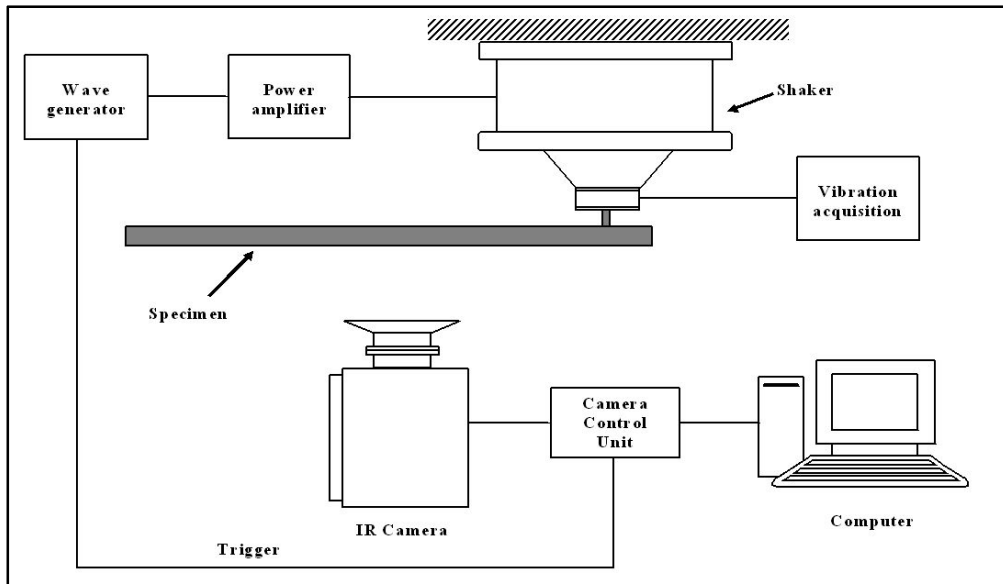 Wave
generator
Power
amplifier
Shaker
Vibration
acquisition
Specimen
Camera
Control
Unit
IR Camera
Computer
Trigger